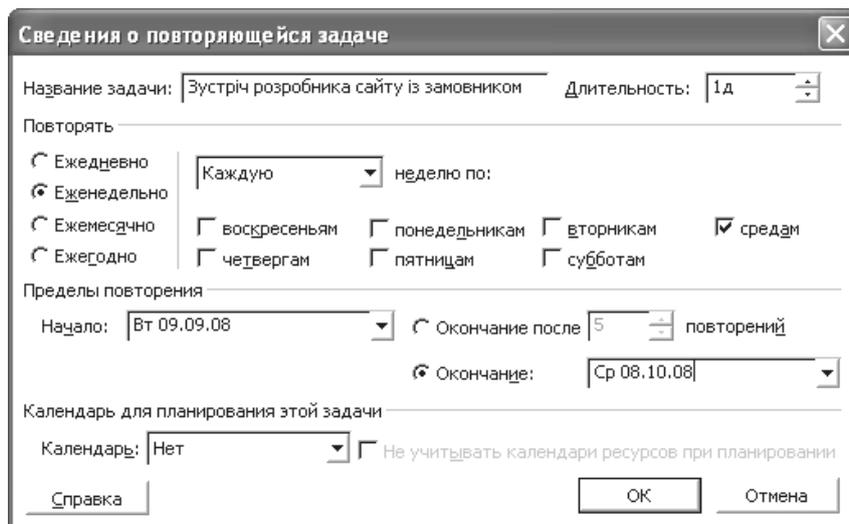 Сведения о повторяющейся задаче
Название задачи: Зустріч розробника сайту із замовником Длительность: 1д
Повторять
Ежедневно
Каждую неделю по:
Еженедельно
Ежемесячно воскресеньям понедельникам вторникам средам
Ежегодно четвергам пятницам субботам
Пределы повторения
Начало: Вт 09.09.08 Окончание после 5 повторений
Окончание: Ср 08.10.08
Календарь для планирования этой задачи
Календарь: Нет Не учитывать календари ресурсов при планировании
Справка ОК Отмена